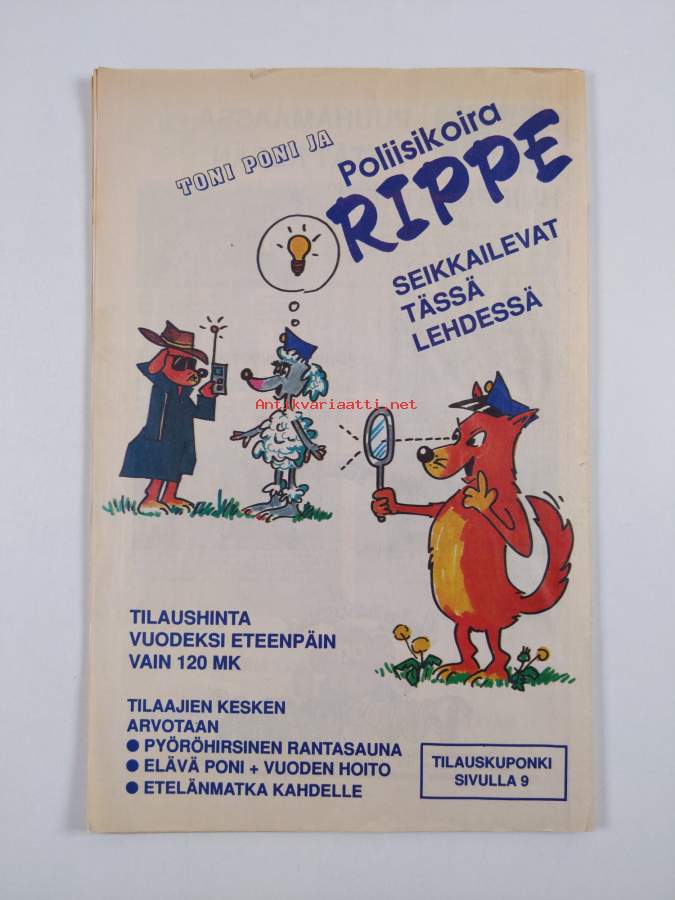 TONI PONI JA
Poliisikoira
RIPPE
SEIKKAILEVAT
TÄSSÄ
LEHDESSÄ
Antikvariaatti.net
TILAUSHINTA
VUODEKSI ETEENPÄIN
VAIN 120 MK
TILAAJIEN KESKEN
ARVOTAAN
● PYÖRÖHIRSINEN RANTASAUNA
● ELÄVÄ PONI + VUODEN HOITO
● ETELÄNMATKA KAHDELLE
TILAUSKUPONKI
SIVULLA 9